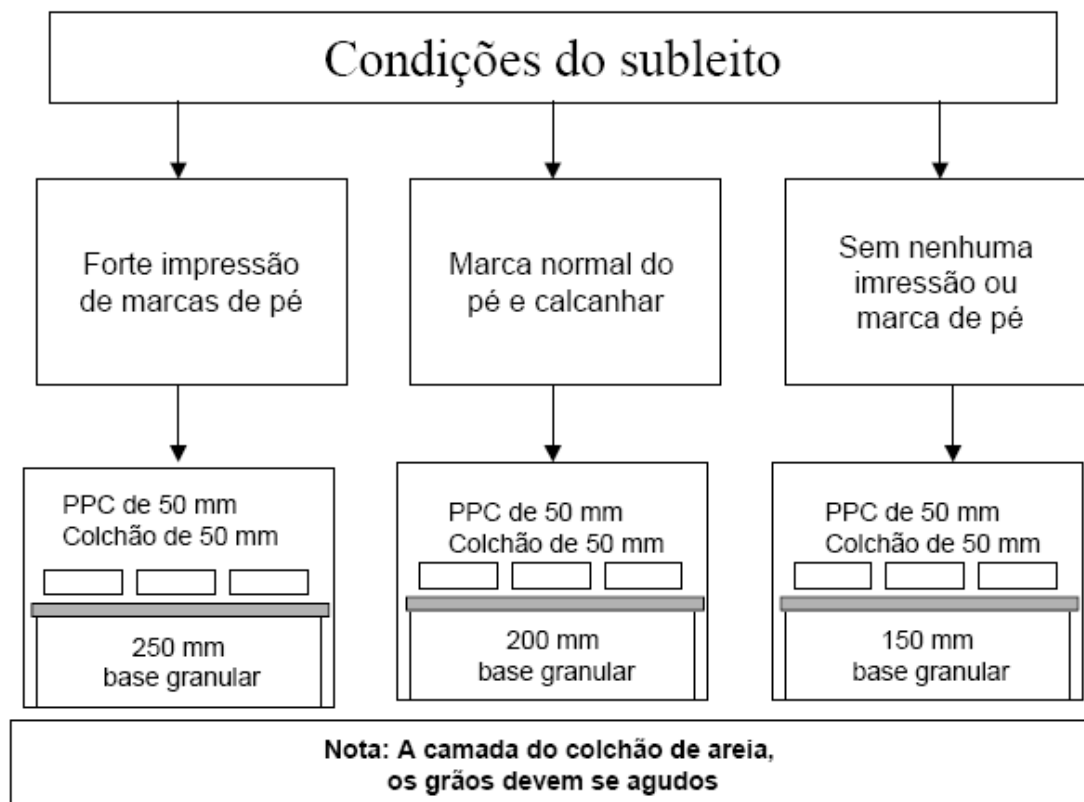 Condições do subleito
Forte impressão
de marcas de pé
Marca normal do
pé e calcanhar
Sem nenhuma
imressão ou
marca de pé
PPC de 50 mm
Colchão de 50 mm
250 mm
base granular
PPC de 50 mm
Colchão de 50 mm
200 mm
base granular
PPC de 50 mm
Colchão de 50 mm
150 mm
base granular
Nota: A camada do colchão de areia,
os grãos devem se agudos